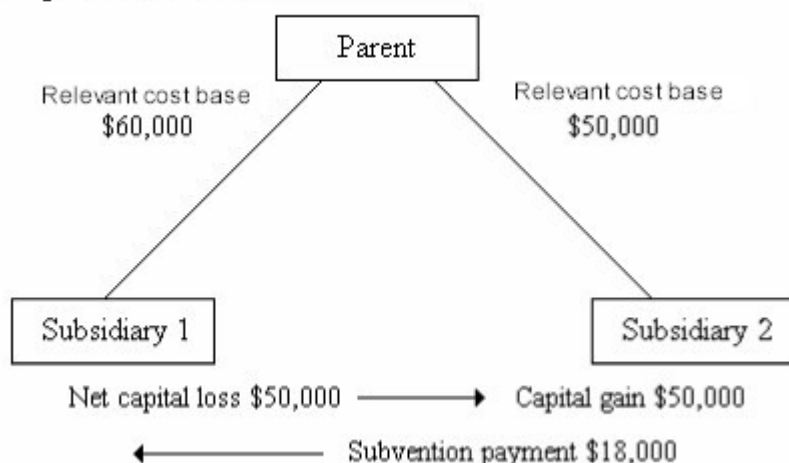 Parent
Relevant cost base
$60,000
Relevant cost base
$50,000
Subsidiary 1
Subsidiary 2
Net capital loss $50,000
Capital gain $50,000
Subvention payment $18,000